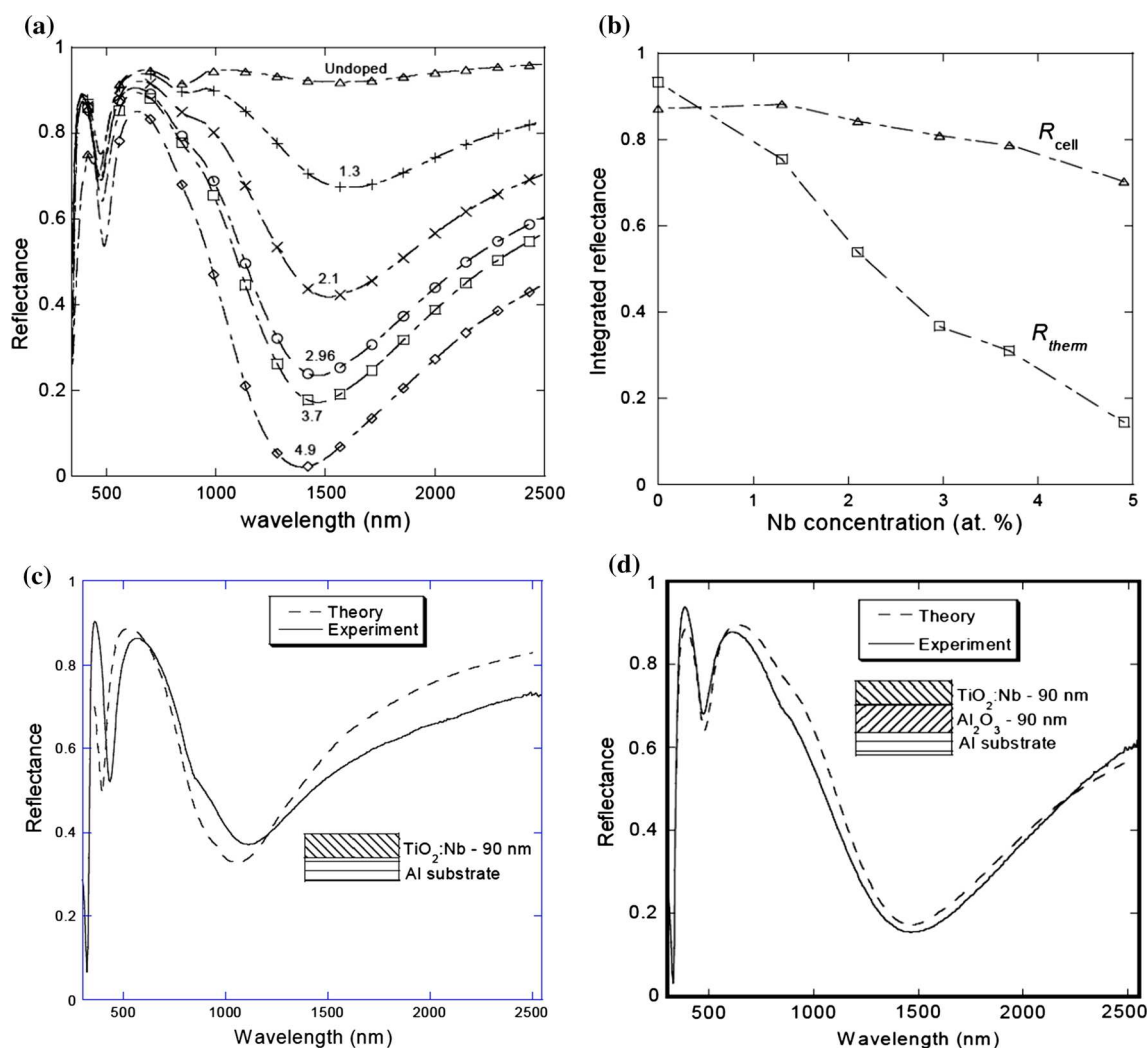 (a)
1
0.8
0.6
0.4
0.2
0
Reflectance
Undoped
1.3
2.1
2.96
3.7
4.9
500
1000
1500
2000
2500
wavelength (nm)
(b)
1
0.8
0.6
0.4
0.2
0
Integrated reflectance
R_cell
R_therm
0
1
2
3
4
5
Nb concentration (at. %)
(c)
1
0.8
0.6
0.4
0.2
0
Reflectance
Theory
Experiment
TiO₂:Nb - 90 nm
Al substrate
500
1000
1500
2000
2500
Wavelength (nm)
(d)
1
0.8
0.6
0.4
0.2
0
Reflectance
Theory
Experiment
TiO₂:Nb - 90 nm
Al₂O₃ - 90 nm
Al substrate
500
1000
1500
2000
2500
Wavelength (nm)